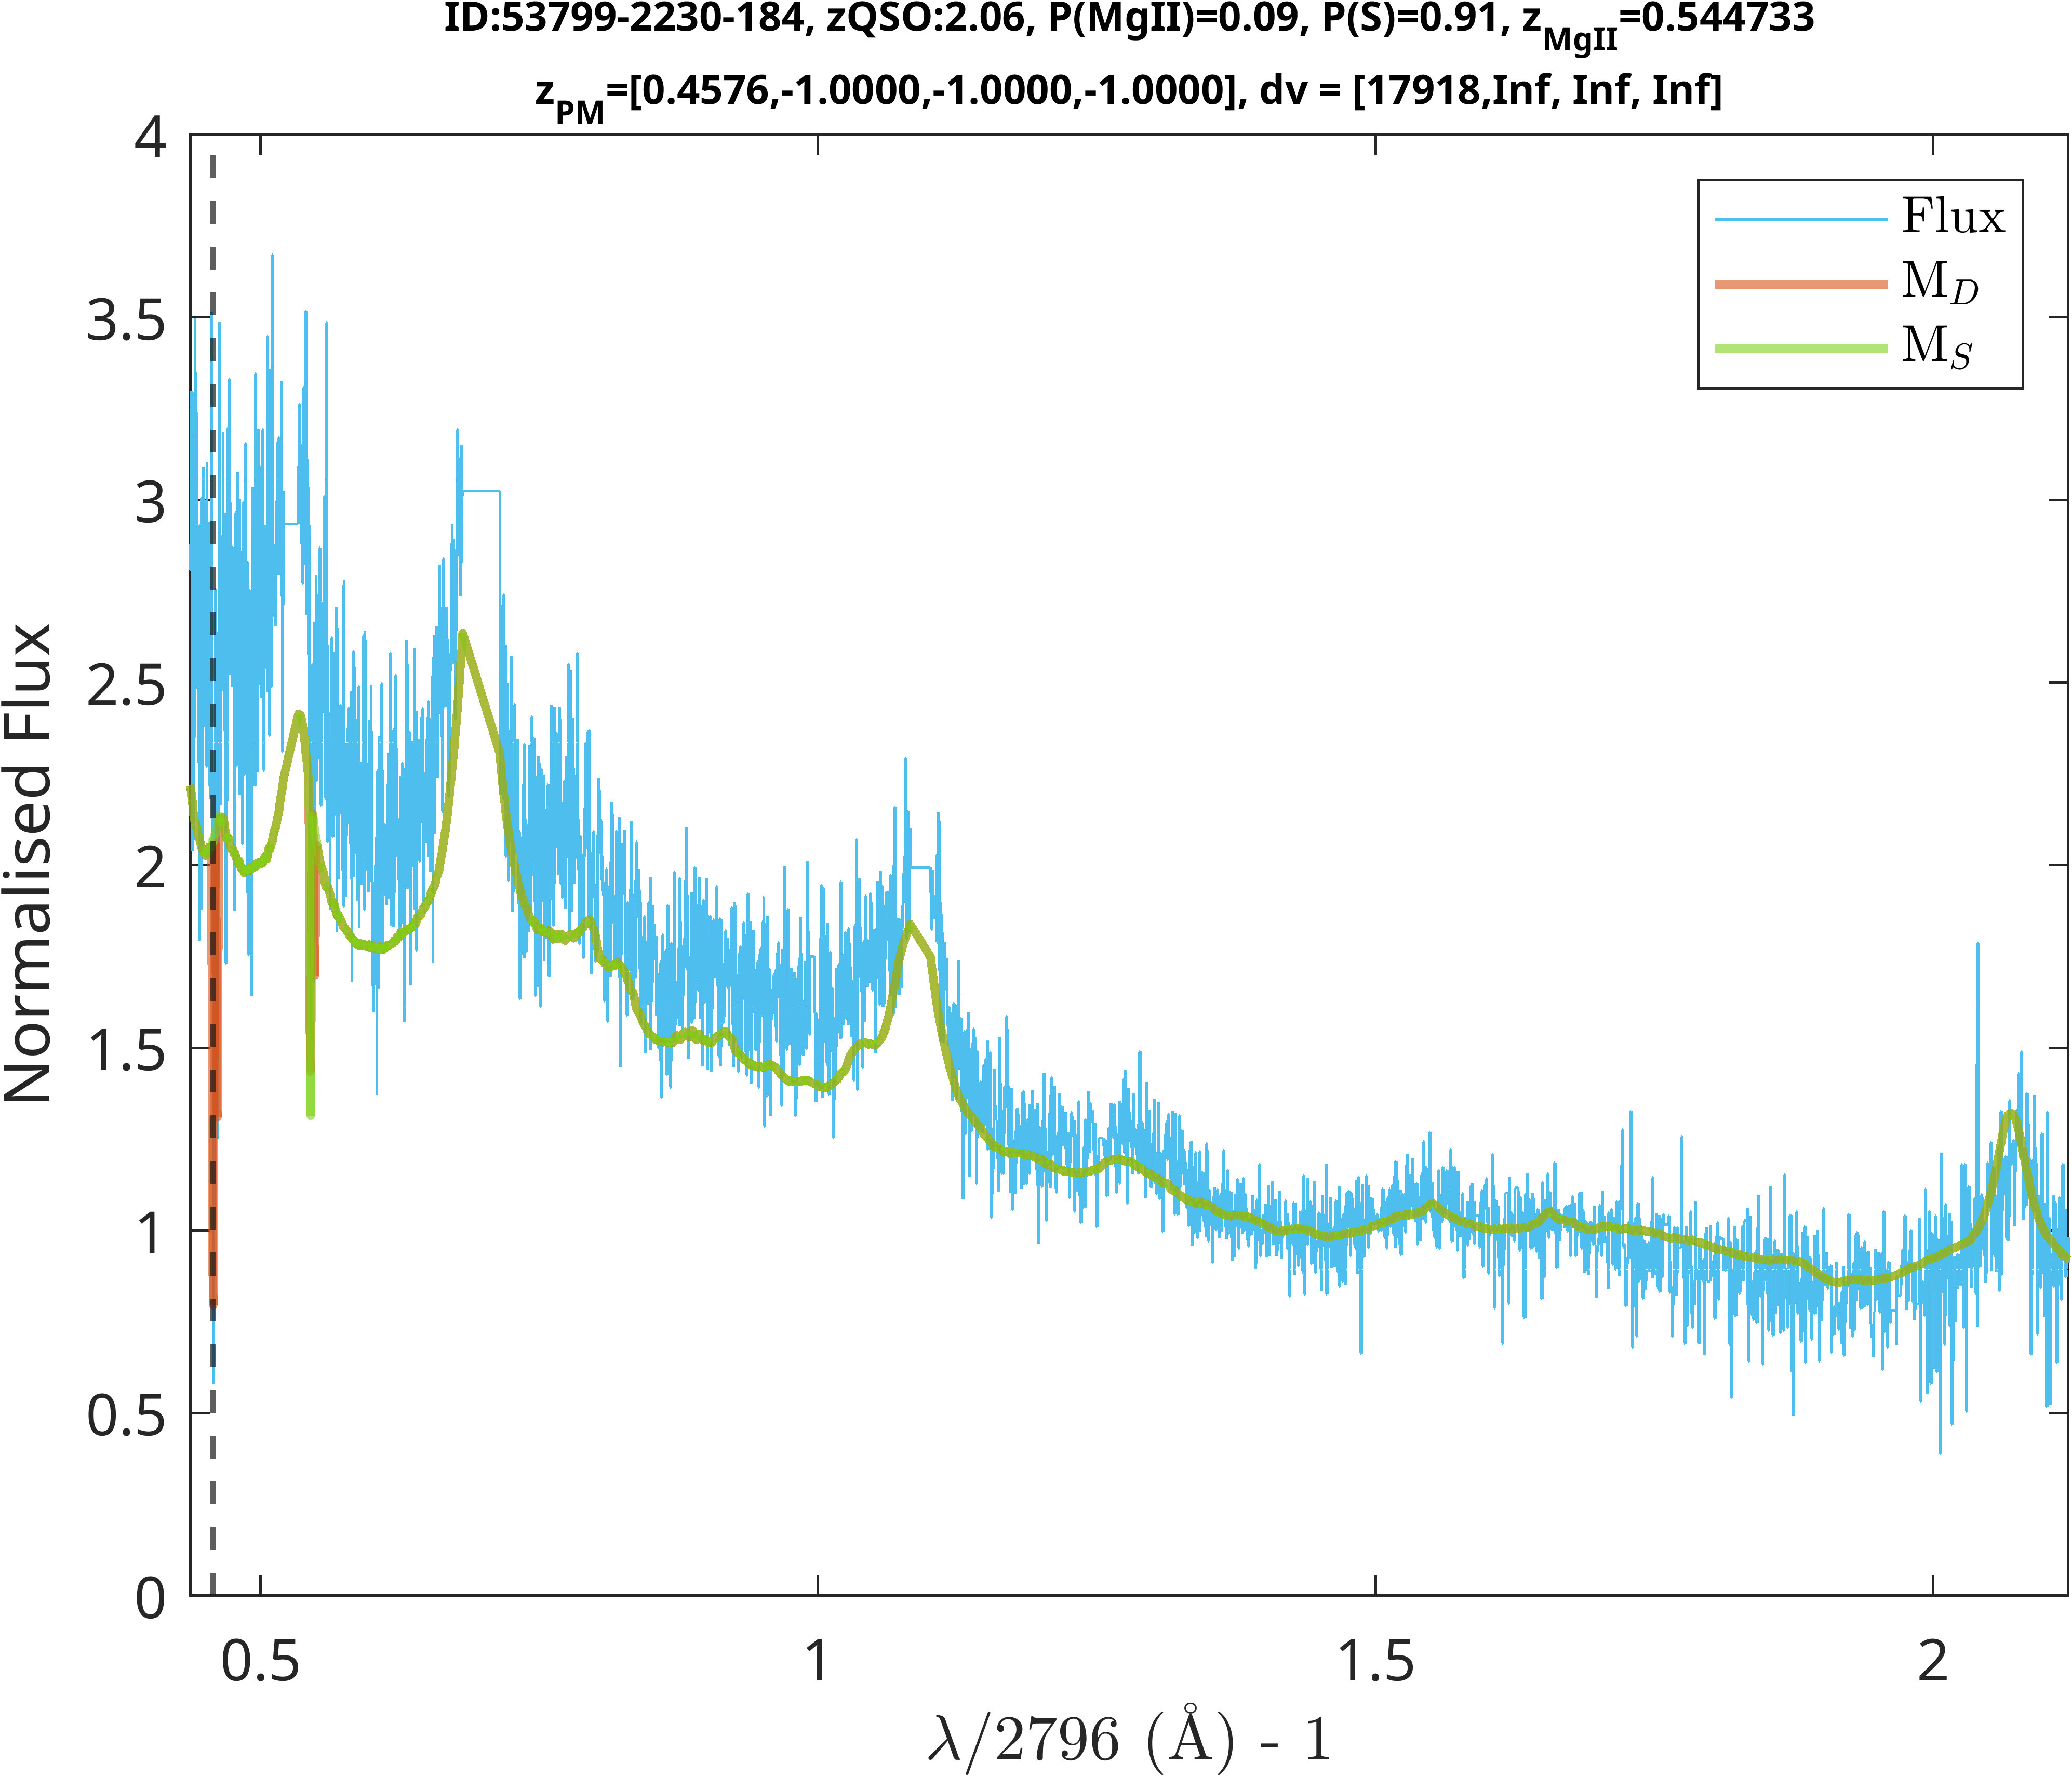 ID:53799-2230-184, zQSO:2.06, P(MgII)=0.09, P(S)=0.91, zMgII=0.544733
zPM=[0.4576,-1.0000,-1.0000,-1.0000], dv = [17918,Inf, Inf, Inf]
4
3.5
3
2.5
2
1.5
1
0.5
0
Normalised Flux
Flux
MD
MS
0.5
1
1.5
2
λ/2796 (Å) - 1